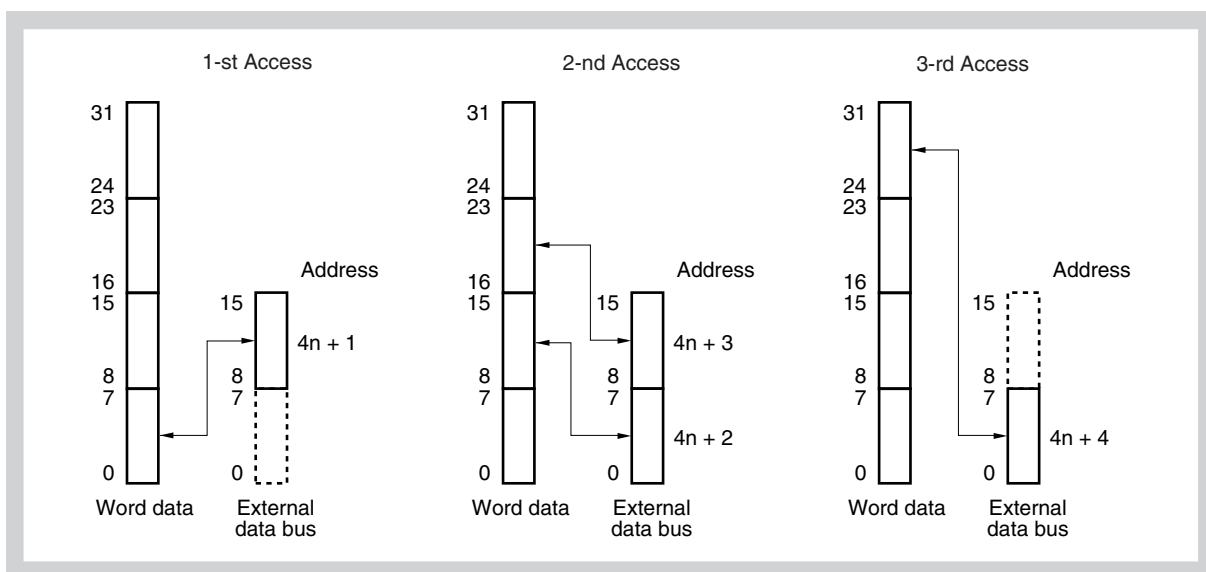 1-st Access
31
24
23
16
15
8
7
0
Word data
Address
15
4n + 1
8
7
0
External
data bus
2-nd Access
31
24
23
16
15
8
7
0
Word data
Address
15
4n + 3
8
7
4n + 2
0
External
data bus
3-rd Access
31
24
23
16
15
8
7
0
Word data
Address
15
8
7
4n + 4
0
External
data bus